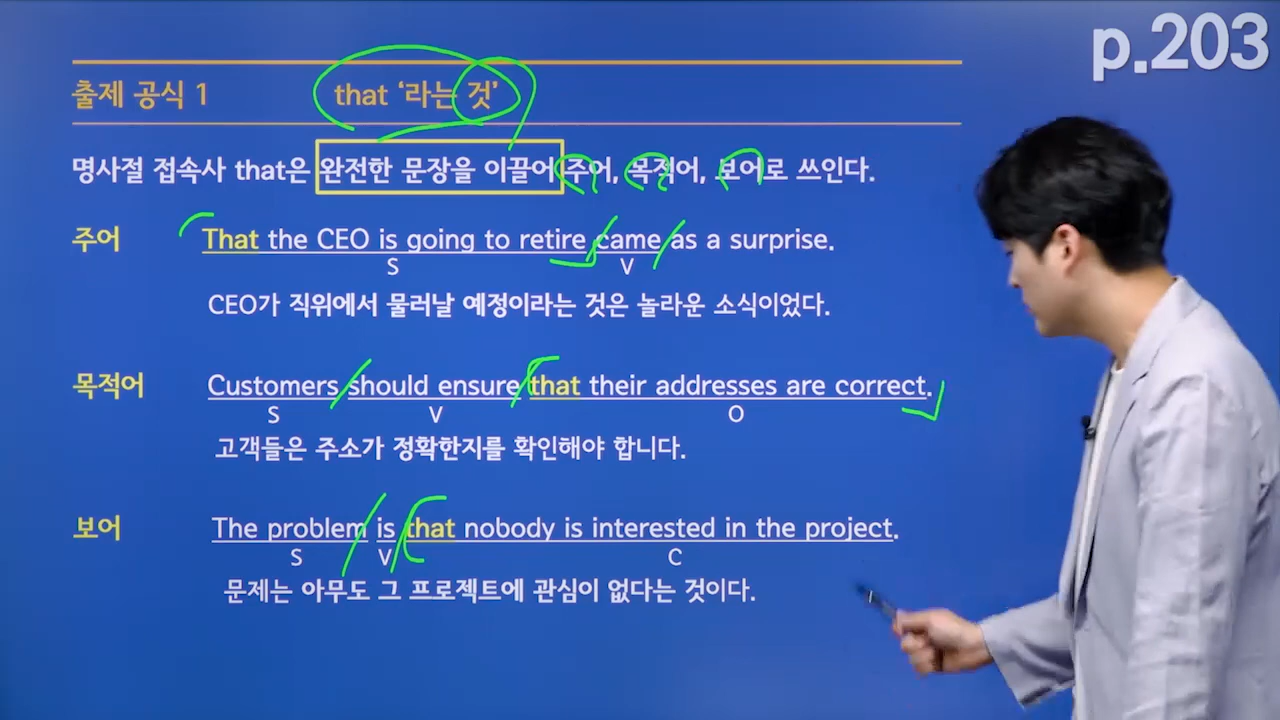 p.203
출제 공식 1 that ‘라는 것’
명사절 접속사 that은 완전한 문장을 이끌어 주어, 목적어, 보어로 쓰인다.
주어 That the CEO is going to retire came as a surprise.
S V
CEO가 직위에서 물러날 예정이라는 것은 놀라운 소식이었다.
목적어 Customers should ensure that their addresses are correct.
S V O
고객들은 주소가 정확한지를 확인해야 합니다.
보어 The problem is that nobody is interested in the project.
S V C
문제는 아무도 그 프로젝트에 관심이 없다는 것이다.